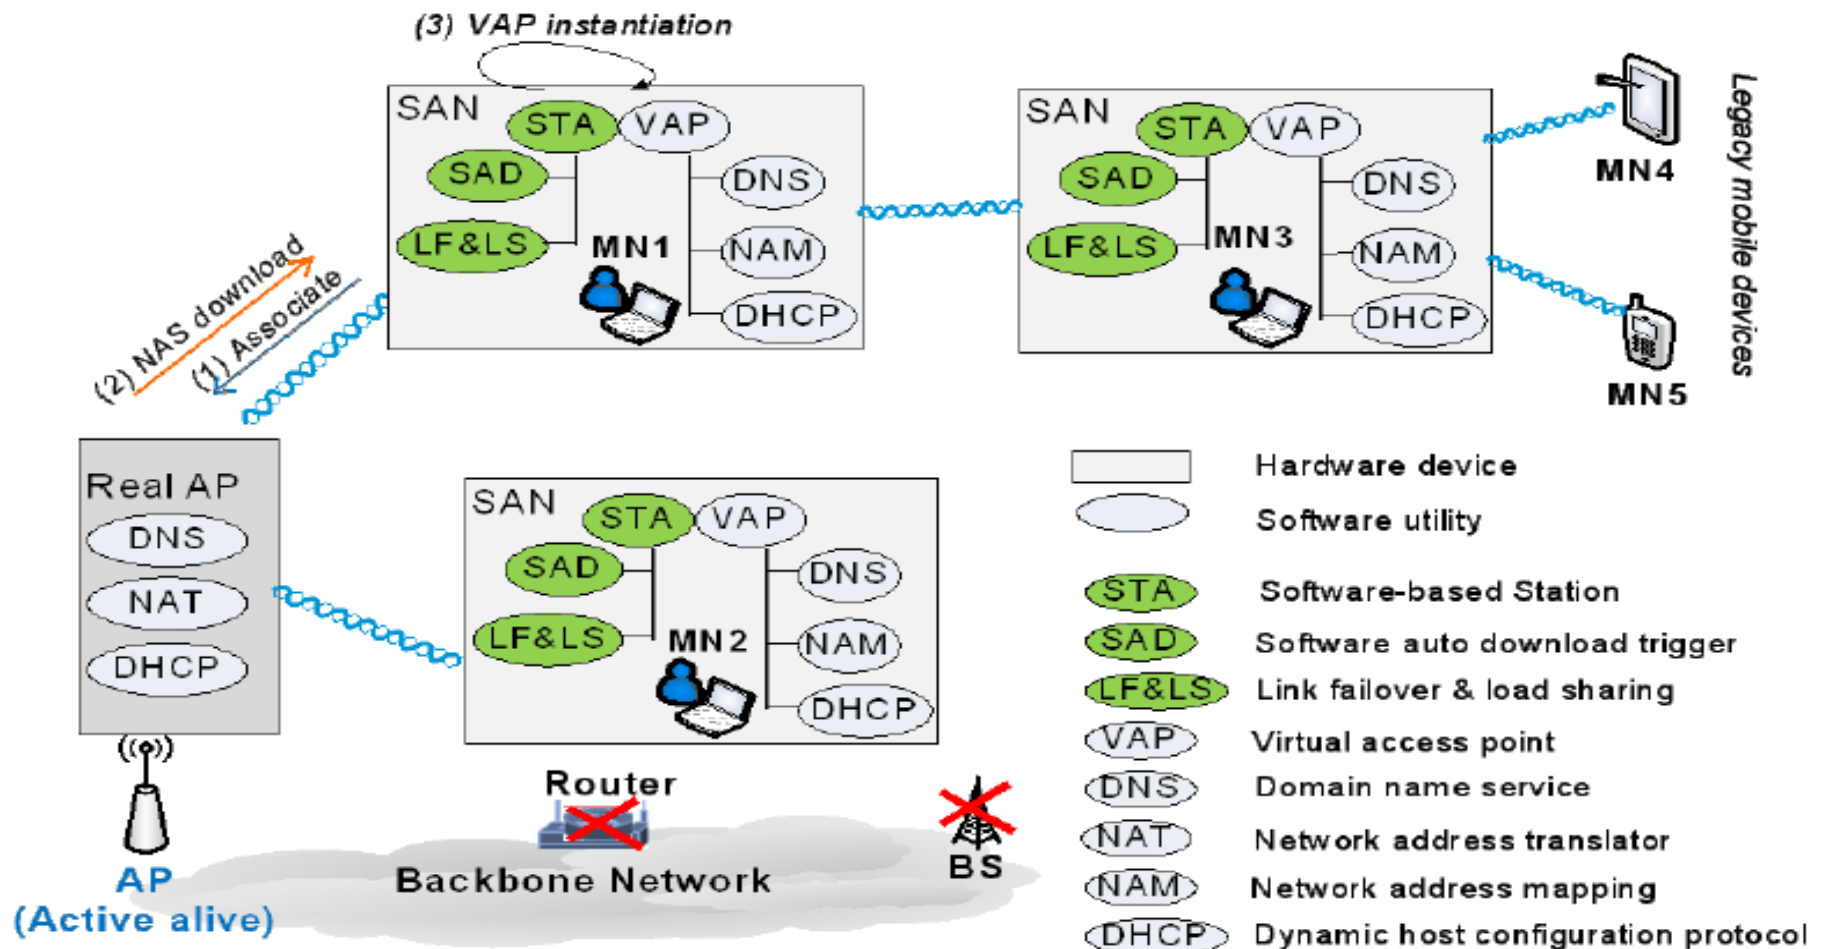 (3) VAP instantiation
SAN
STA
VAP
SAD
DNS
LF&LS
MN1
NAM
DHCP
SAN
STA
VAP
SAD
DNS
LF&LS
MN3
NAM
DHCP
MN4
MN5
Legacy mobile devices
(2) NAS download
(1) Associate
Real AP
DNS
NAT
DHCP
AP
(Active alive)
SAN
STA
VAP
SAD
DNS
LF&LS
MN2
NAM
DHCP
Router
Backbone Network
BS
Hardware device
Software utility
STA Software-based Station
SAD Software auto download trigger
LF&LS Link failover & load sharing
VAP Virtual access point
DNS Domain name service
NAT Network address translator
NAM Network address mapping
DHCP Dynamic host configuration protocol